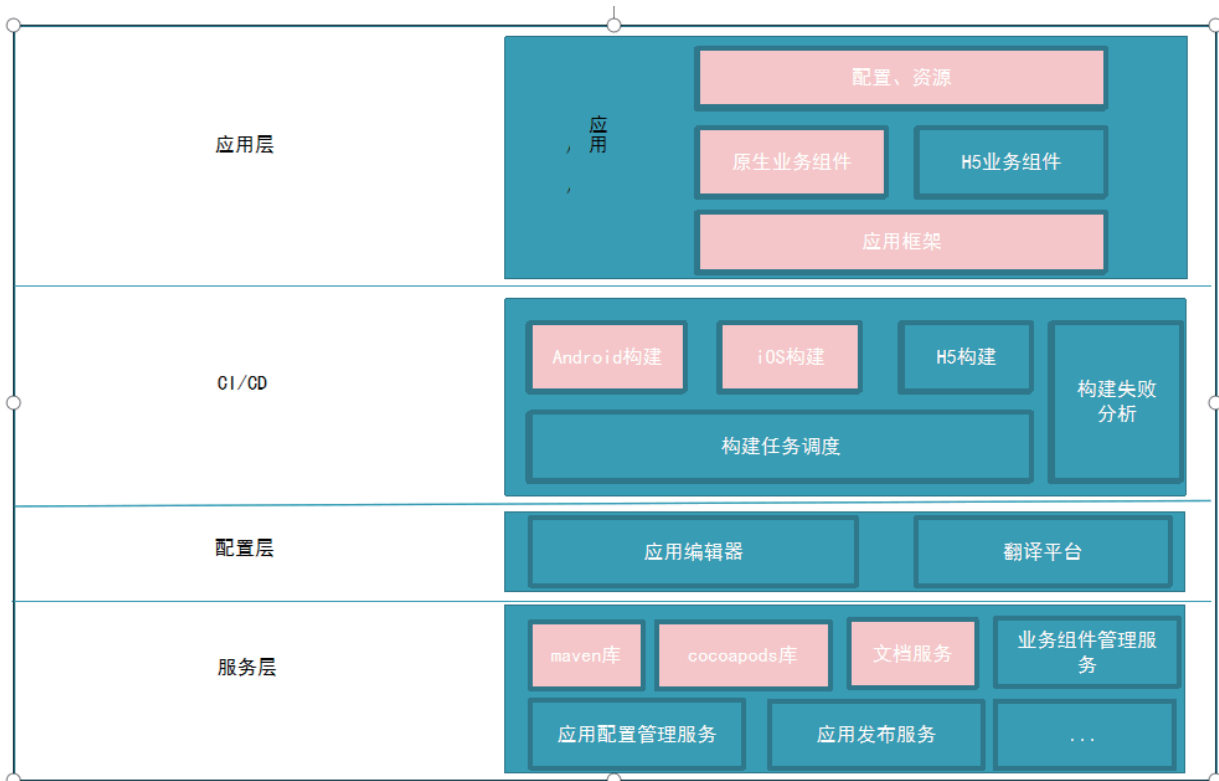 应用层
应
用
,
,
配置、资源
原生业务组件
H5业务组件
应用框架
CI/CD
Android构建
iOS构建
H5构建
构建失败
分析
构建任务调度
配置层
应用编辑器
翻译平台
服务层
maven库
cocoapods库
文档服务
业务组件管理服
务
应用配置管理服务
应用发布服务
...